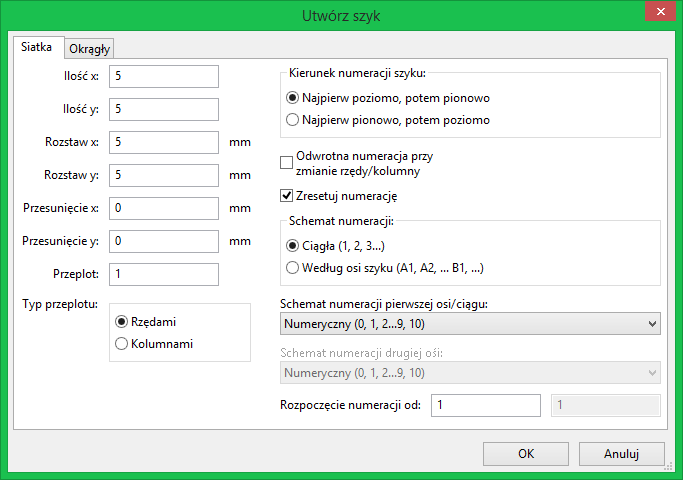 Utwórz szyk
Siatka
Okrągły
Ilość x:
5
Ilość y:
5
Rozstaw x:
5
mm
Rozstaw y:
5
mm
Przesunięcie x:
0
mm
Przesunięcie y:
0
mm
Przeplot:
1
Typ przeplotu:
Rzędami
Kolumnami
Kierunek numeracji szyku:
Najpierw poziomo, potem pionowo
Najpierw pionowo, potem poziomo
Odwrotna numeracja przy
zmianie rzędy/kolumny
Zresetuj numerację
Schemat numeracji:
Ciągła (1, 2, 3...)
Według osi szyku (A1, A2, ... B1, ...)
Schemat numeracji pierwszej osi/ciągu:
Numeryczny (0, 1, 2...9, 10)
Schemat numeracji drugiej ośi:
Numeryczny (0, 1, 2...9, 10)
Rozpoczęcie numeracji od:
1
1
OK
Anuluj